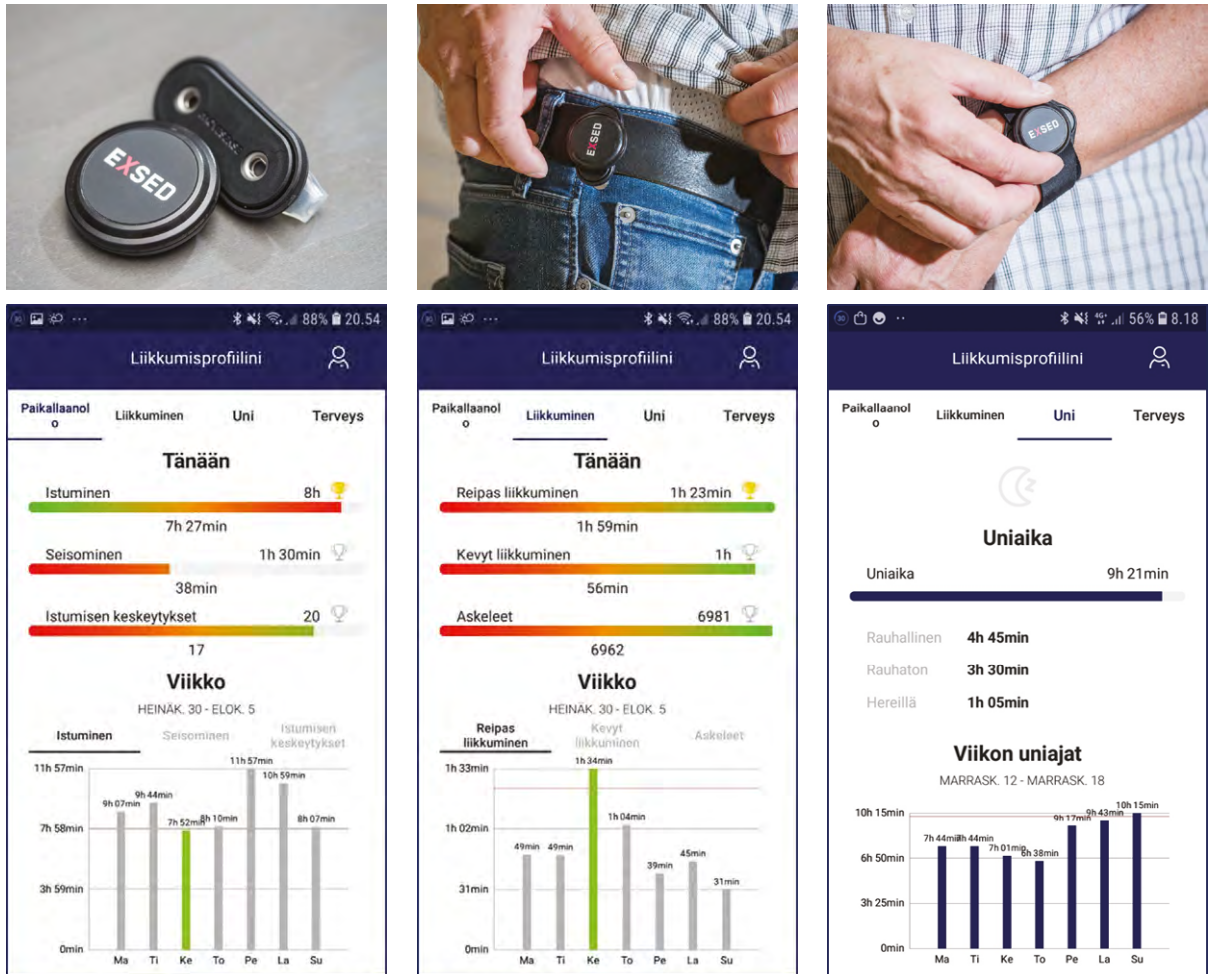 EXSED
EXSED
EXSED
88% 20.54
Liikkumisprofiilini
Paikallaanol
o
Liikkuminen
Uni
Terveys
Tänään
Istuminen 8h
7h 27min
Seisominen 1h 30min
38min
Istumisen keskeytykset 20
17
Viikko
HEINÄK. 30 - ELOK. 5
Istuminen
Seisominen
Istumisen
keskeytykset
11h 57min
7h 58min
3h 59min
0min
9h 07min
9h 44min
7h 52min
8h 10min
11h 57min
10h 59min
8h 07min
Ma Ti Ke To Pe La Su
88% 20.54
Liikkumisprofiilini
Paikallaanol
o
Liikkuminen
Uni
Terveys
Tänään
Reipas liikkuminen 1h 23min
1h 59min
Kevyt liikkuminen 1h
56min
Askeleet 6981
6962
Viikko
HEINÄK. 30 - ELOK. 5
Reipas
liikkuminen
Kevyt
liikkuminen
Askeleet
1h 33min
1h 02min
31min
0min
49min
49min
1h 34min
1h 04min
39min
45min
31min
Ma Ti Ke To Pe La Su
4G+ 56% 8.18
Liikkumisprofiilini
Paikallaanol
o
Liikkuminen
Uni
Terveys
Uniaika
Uniaika 9h 21min
Rauhallinen 4h 45min
Rauhaton 3h 30min
Hereillä 1h 05min
Viikon uniajat
MARRASK. 12 - MARRASK. 18
10h 15min
6h 50min
3h 25min
0min
7h 44min
7h 44min
7h 01min
6h 38min
9h 17min
9h 43min
10h 15min
Ma Ti Ke To Pe La Su